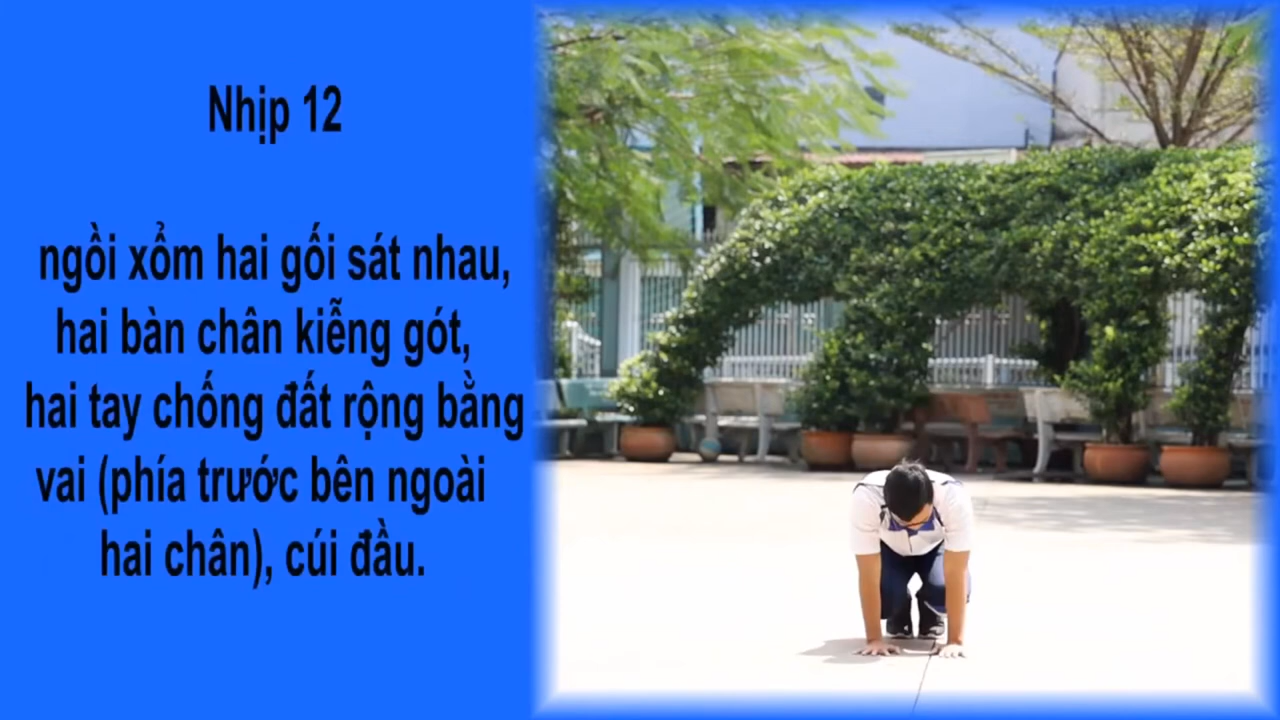 Nhịp 12
ngồi xổm hai gối sát nhau,
hai bàn chân kiễng gót,
hai tay chống đất rộng bằng
vai (phía trước bên ngoài
hai chân), cúi đầu.